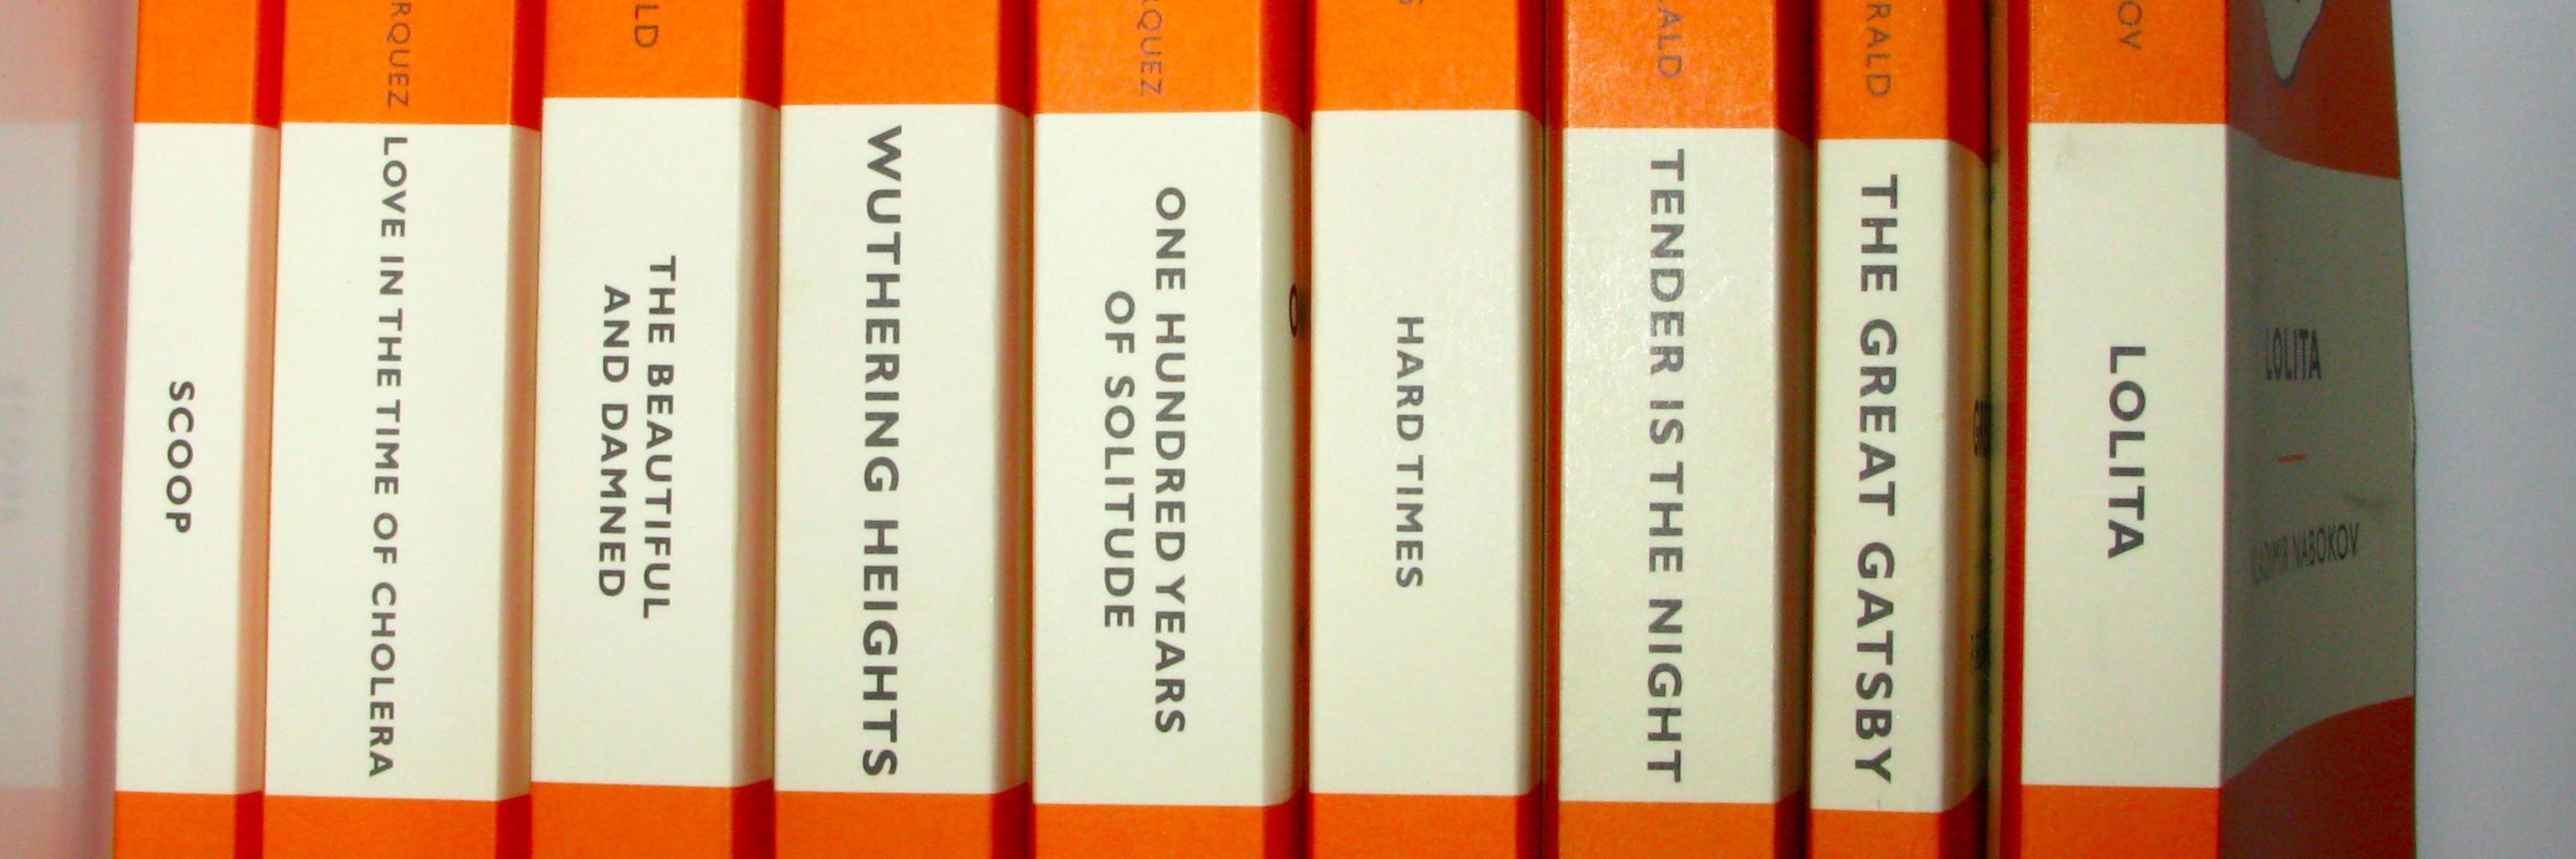 SCOOP
RQUEZ
LOVE IN THE TIME OF CHOLERA
LD
THE BEAUTIFUL
AND DAMNED
WUTHERING HEIGHTS
RQUEZ
ONE HUNDRED YEARS
OF SOLITUDE
S
HARD TIMES
ALD
TENDER IS THE NIGHT
RALD
THE GREAT GATSBY
OV
LOLITA
LOLITA
VLADIMIR NABOKOV